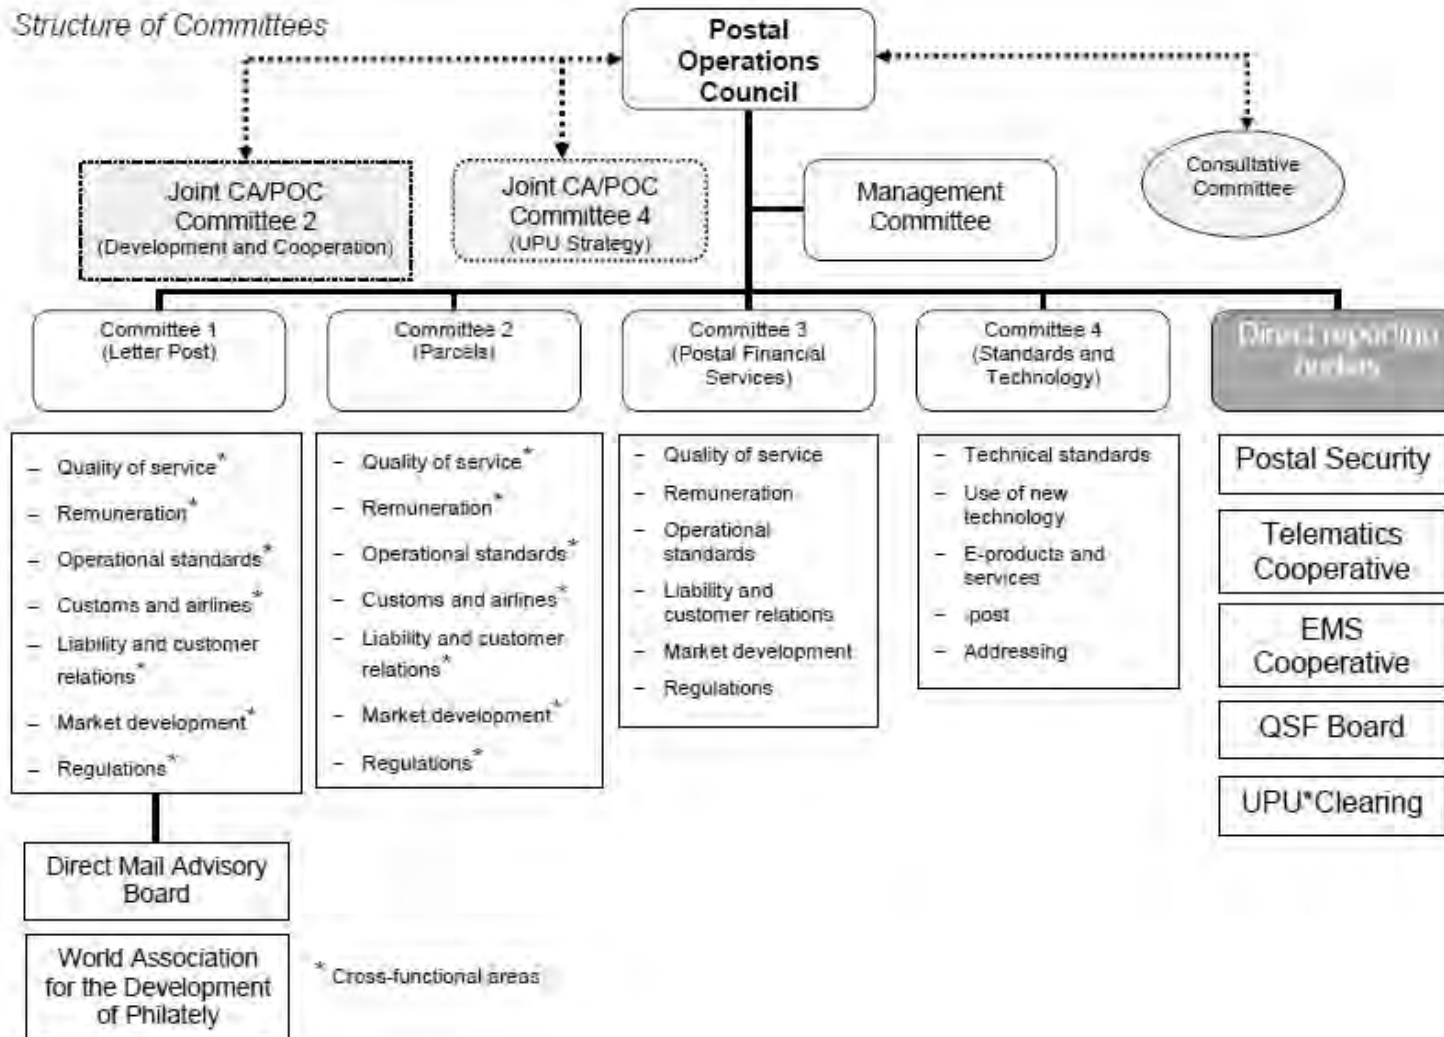 Structure of Committees
Postal
Operations
Council
Joint CA/POC
Committee 2
(Development and Cooperation)
Joint CA/POC
Committee 4
(UPU Strategy)
Management
Committee
Consultative
Committee
Committee 1
(Letter Post)
Committee 2
(Parcels)
Committee 3
(Postal Financial
Services)
Committee 4
(Standards and
Technology)
Direct reporting
bodies
– Quality of service*
– Remuneration*
– Operational standards*
– Customs and airlines*
– Liability and customer
relations*
– Market development*
– Regulations*
– Quality of service*
– Remuneration*
– Operational standards*
– Customs and airlines*
– Liability and customer
relations*
– Market development*
– Regulations*
– Quality of service
– Remuneration
– Operational
standards
– Liability and
customer relations
– Market development
– Regulations
– Technical standards
– Use of new
technology
– E-products and
services
– .post
– Addressing
Postal Security
Telematics
Cooperative
EMS
Cooperative
QSF Board
UPU*Clearing
Direct Mail Advisory
Board
World Association
for the Development
of Philately
* Cross-functional areas